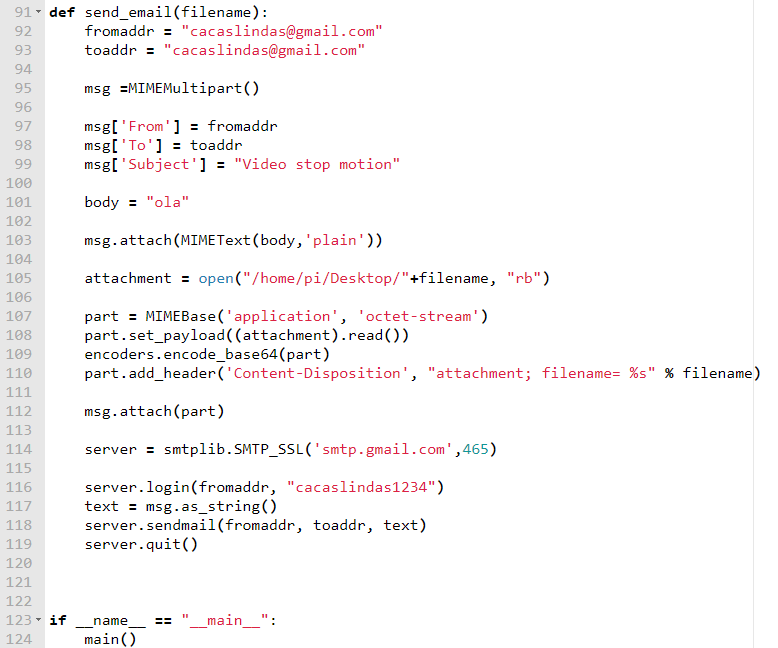 91 def send_email(filename):
92 fromaddr = "cacaslindas@gmail.com"
93 toaddr = "cacaslindas@gmail.com"
94
95 msg =MIMEMultipart()
96
97 msg['From'] = fromaddr
98 msg['To'] = toaddr
99 msg['Subject'] = "Video stop motion"
100
101 body = "ola"
102
103 msg.attach(MIMEText(body,'plain'))
104
105 attachment = open("/home/pi/Desktop/"+filename, "rb")
106
107 part = MIMEBase('application', 'octet-stream')
108 part.set_payload((attachment).read())
109 encoders.encode_base64(part)
110 part.add_header('Content-Disposition', "attachment; filename= %s" % filename)
111
112 msg.attach(part)
113
114 server = smtplib.SMTP_SSL('smtp.gmail.com',465)
115
116 server.login(fromaddr, "cacaslindas1234")
117 text = msg.as_string()
118 server.sendmail(fromaddr, toaddr, text)
119 server.quit()
120
121
122
123 if __name__ == "__main__":
124 main()